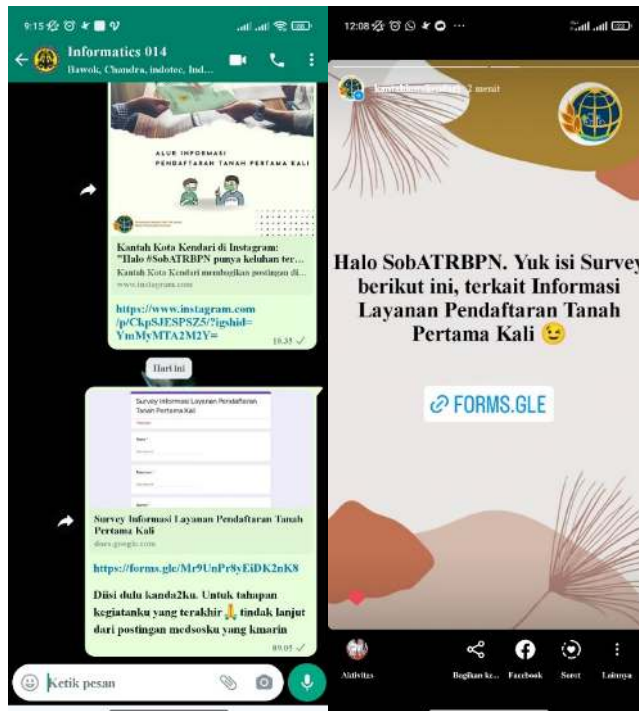 9:15
Informatics 014
Bawok, Chandra, indotec, Ind...
ALUR INFORMASI
PENDAFTARAN TANAH PERTAMA KALI
Kantah Kota Kendari di Instagram:
"Halo #SobATRBPN punya keluhan ter...
Kantah Kota Kendari membagikan postingan di...
www.instagram.com
https://www.instagram.com
/p/CkpSJESPSZ5/?igshid=
YmMyMTA2M2Y=
Hari ini
Survey Informasi Layanan Pendaftaran
Tanah Pertama Kali
Survey Informasi Layanan Pendaftaran Tanah
Pertama Kali
docs.google.com
https://forms.gle/Mr9UnPr8yEiDK2nK8
Diisi dulu kanda2ku. Untuk tahapan
kegiatanku yang terakhir 🙏 tindak lanjut
dari postingan medsosku yang kmarin
09.05
Ketik pesan
12:08
2 menit
Halo SobATRBPN. Yuk isi Survey
berikut ini, terkait Informasi
Layanan Pendaftaran Tanah
Pertama Kali 😉
FORMS.GLE
Aktivitas
Bagikan ke...
Facebook
Sorot
Lainnya